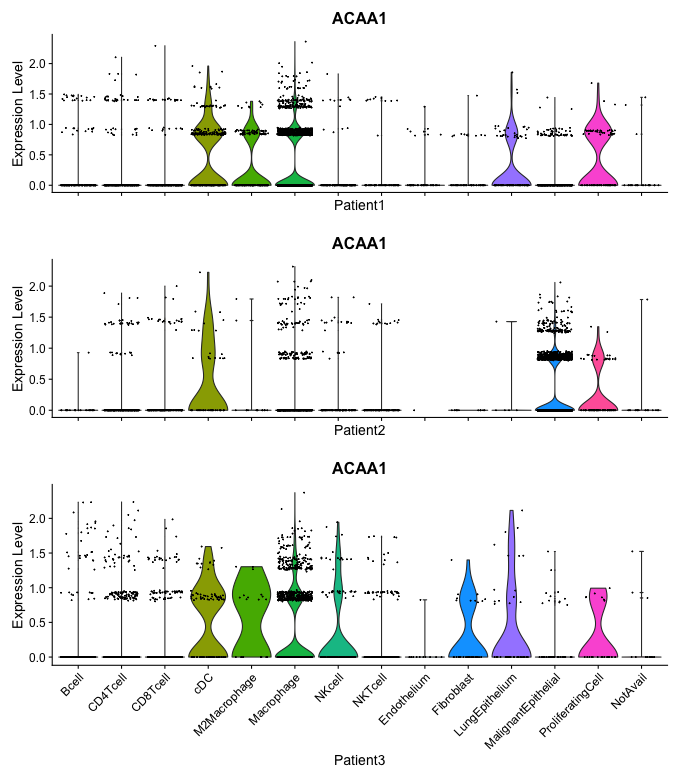 ACAA1
Expression Level
2.0
1.5
1.0
0.5
0.0
Patient1
ACAA1
Expression Level
2.0
1.5
1.0
0.5
0.0
Patient2
ACAA1
Expression Level
2.0
1.5
1.0
0.5
0.0
Bcell
CD4Tcell
CD8Tcell
cDC
M2Macrophage
Macrophage
NKcell
NKTcell
Endothelium
Fibroblast
LungEpithelium
MalignantEpithelial
ProliferatingCell
NotAvail
Patient3